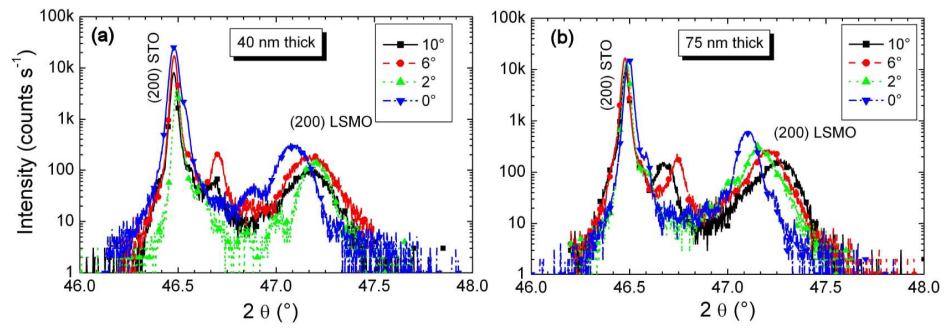 (a)
40 nm thick
(200) STO
(200) LSMO
10°
6°
2°
0°
100k
10k
1000
100
10
1
Intensity (counts s⁻¹)
46.0 46.5 47.0 47.5 48.0
2 θ (°)
(b)
75 nm thick
(200) STO
(200) LSMO
10°
6°
2°
0°
100k
10k
1000
100
10
1
46.0 46.5 47.0 47.5 48.0
2 θ (°)